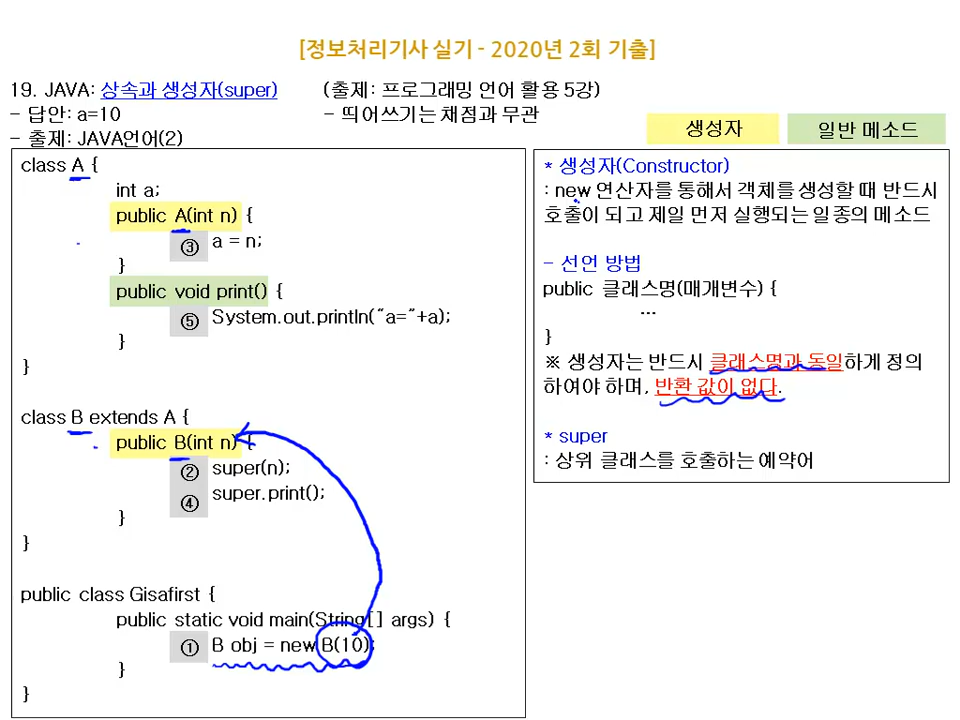 [정보처리기사 실기 - 2020년 2회 기출]
19. JAVA: 상속과 생성자(super) (출제: 프로그래밍 언어 활용 5강)
- 답안: a=10 - 띄어쓰기는 채점과 무관
- 출제: JAVA언어(2)
생성자
일반 메소드
class A {
int a;
public A(int n) {
③ a = n;
}
public void print() {
⑤ System.out.println("a="+a);
}
}
class B extends A {
public B(int n) {
② super(n);
④ super.print();
}
}
public class Gisafirst {
public static void main(String[] args) {
① B obj = new B(10);
}
}
* 생성자(Constructor)
: new 연산자를 통해서 객체를 생성할 때 반드시
호출이 되고 제일 먼저 실행되는 일종의 메소드
- 선언 방법
public 클래스명(매개변수) {
...
}
※ 생성자는 반드시 클래스명과 동일하게 정의
하여야 하며, 반환 값이 없다.
* super
: 상위 클래스를 호출하는 예약어